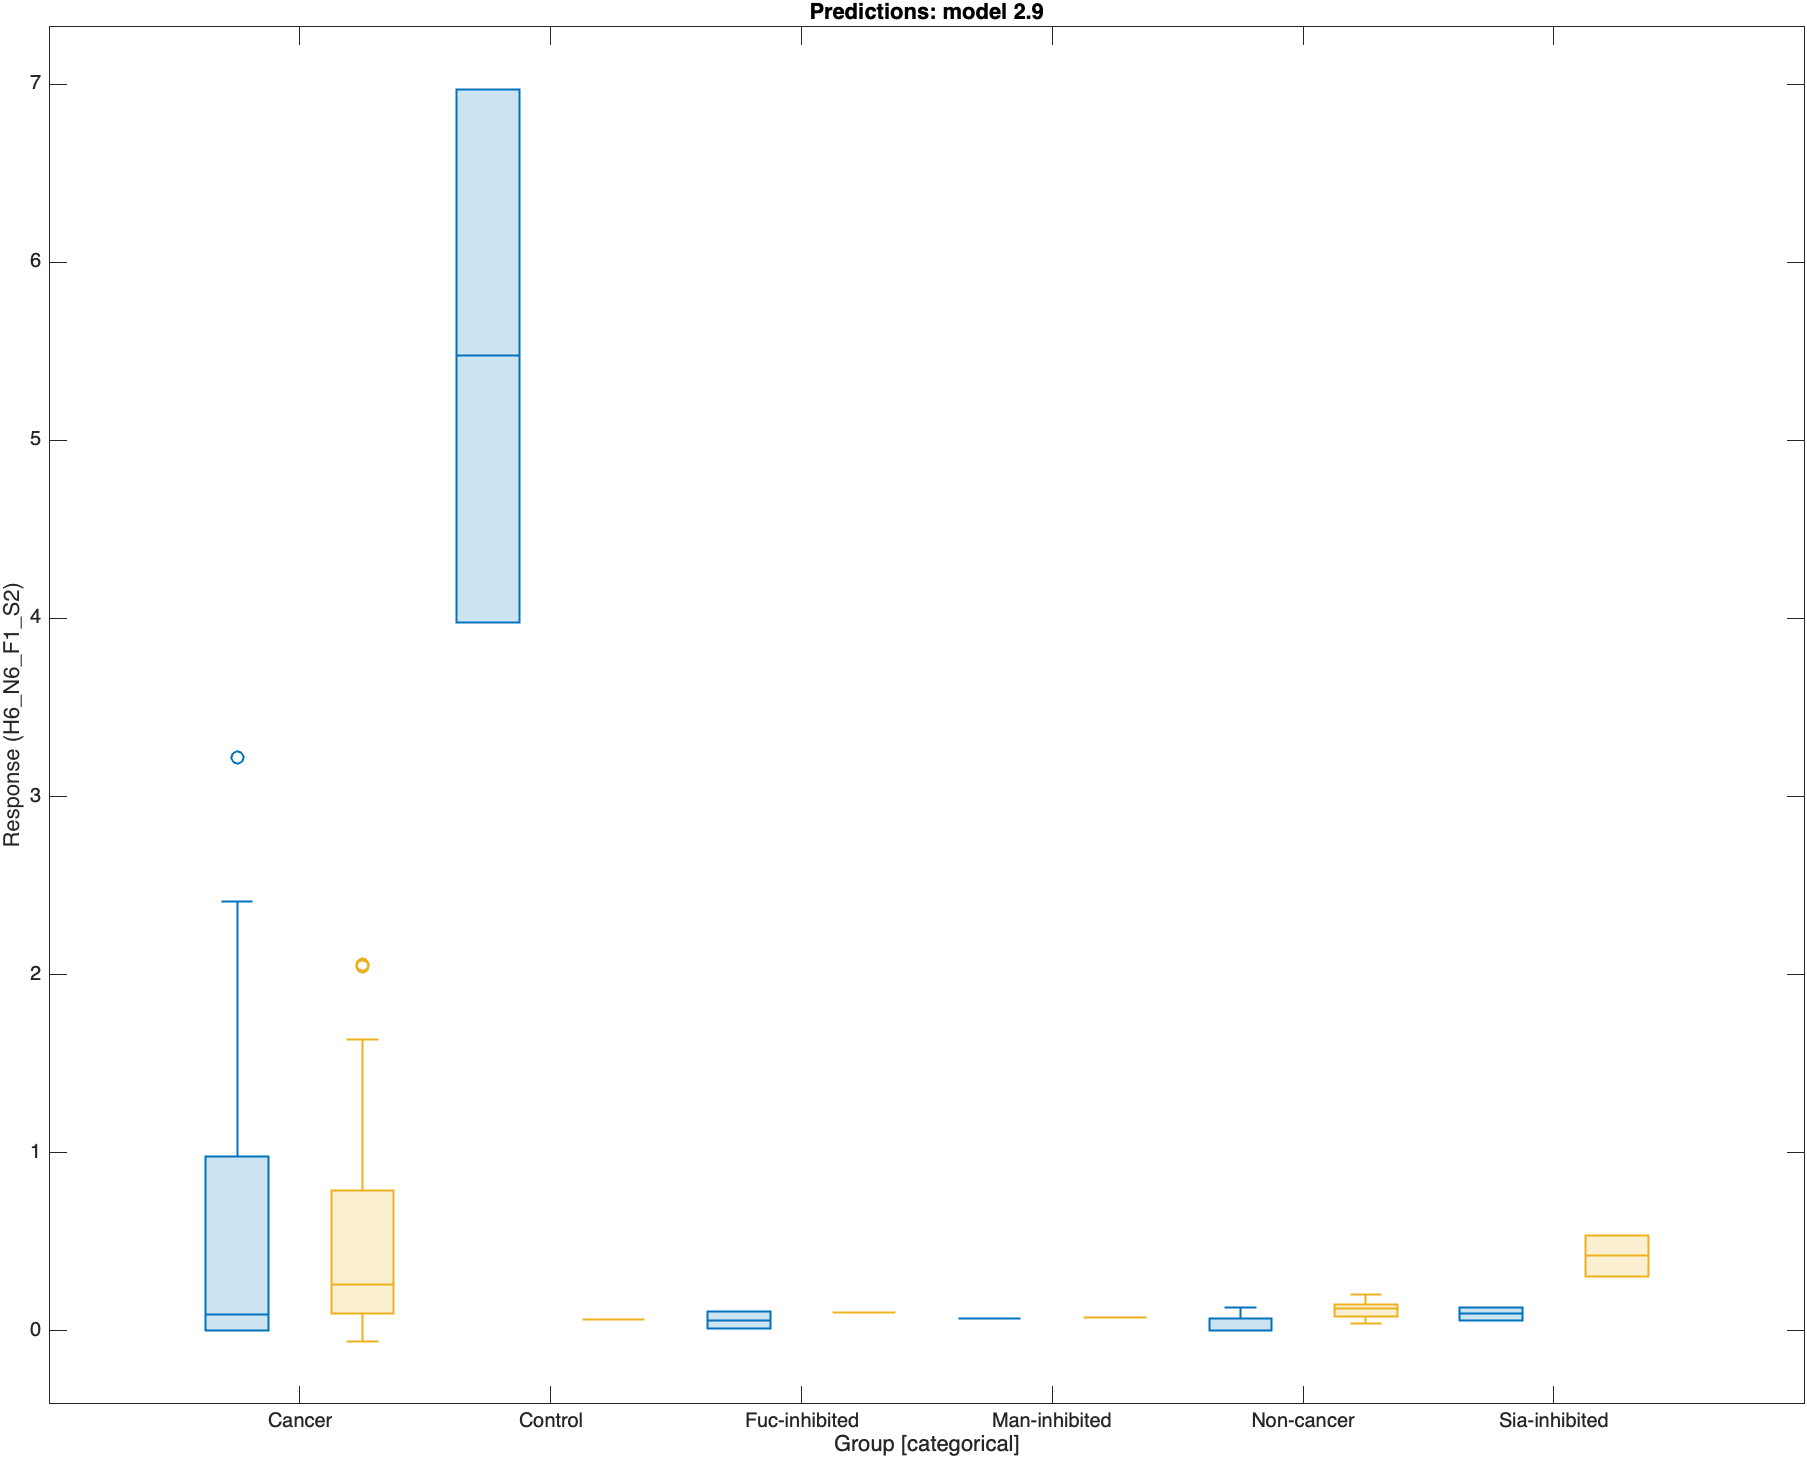 Predictions: model 2.9
7
6
5
4
3
2
1
0
Response (H6_N6_F1_S2)
Cancer
Control
Fuc-inhibited
Man-inhibited
Non-cancer
Sia-inhibited
Group [categorical]